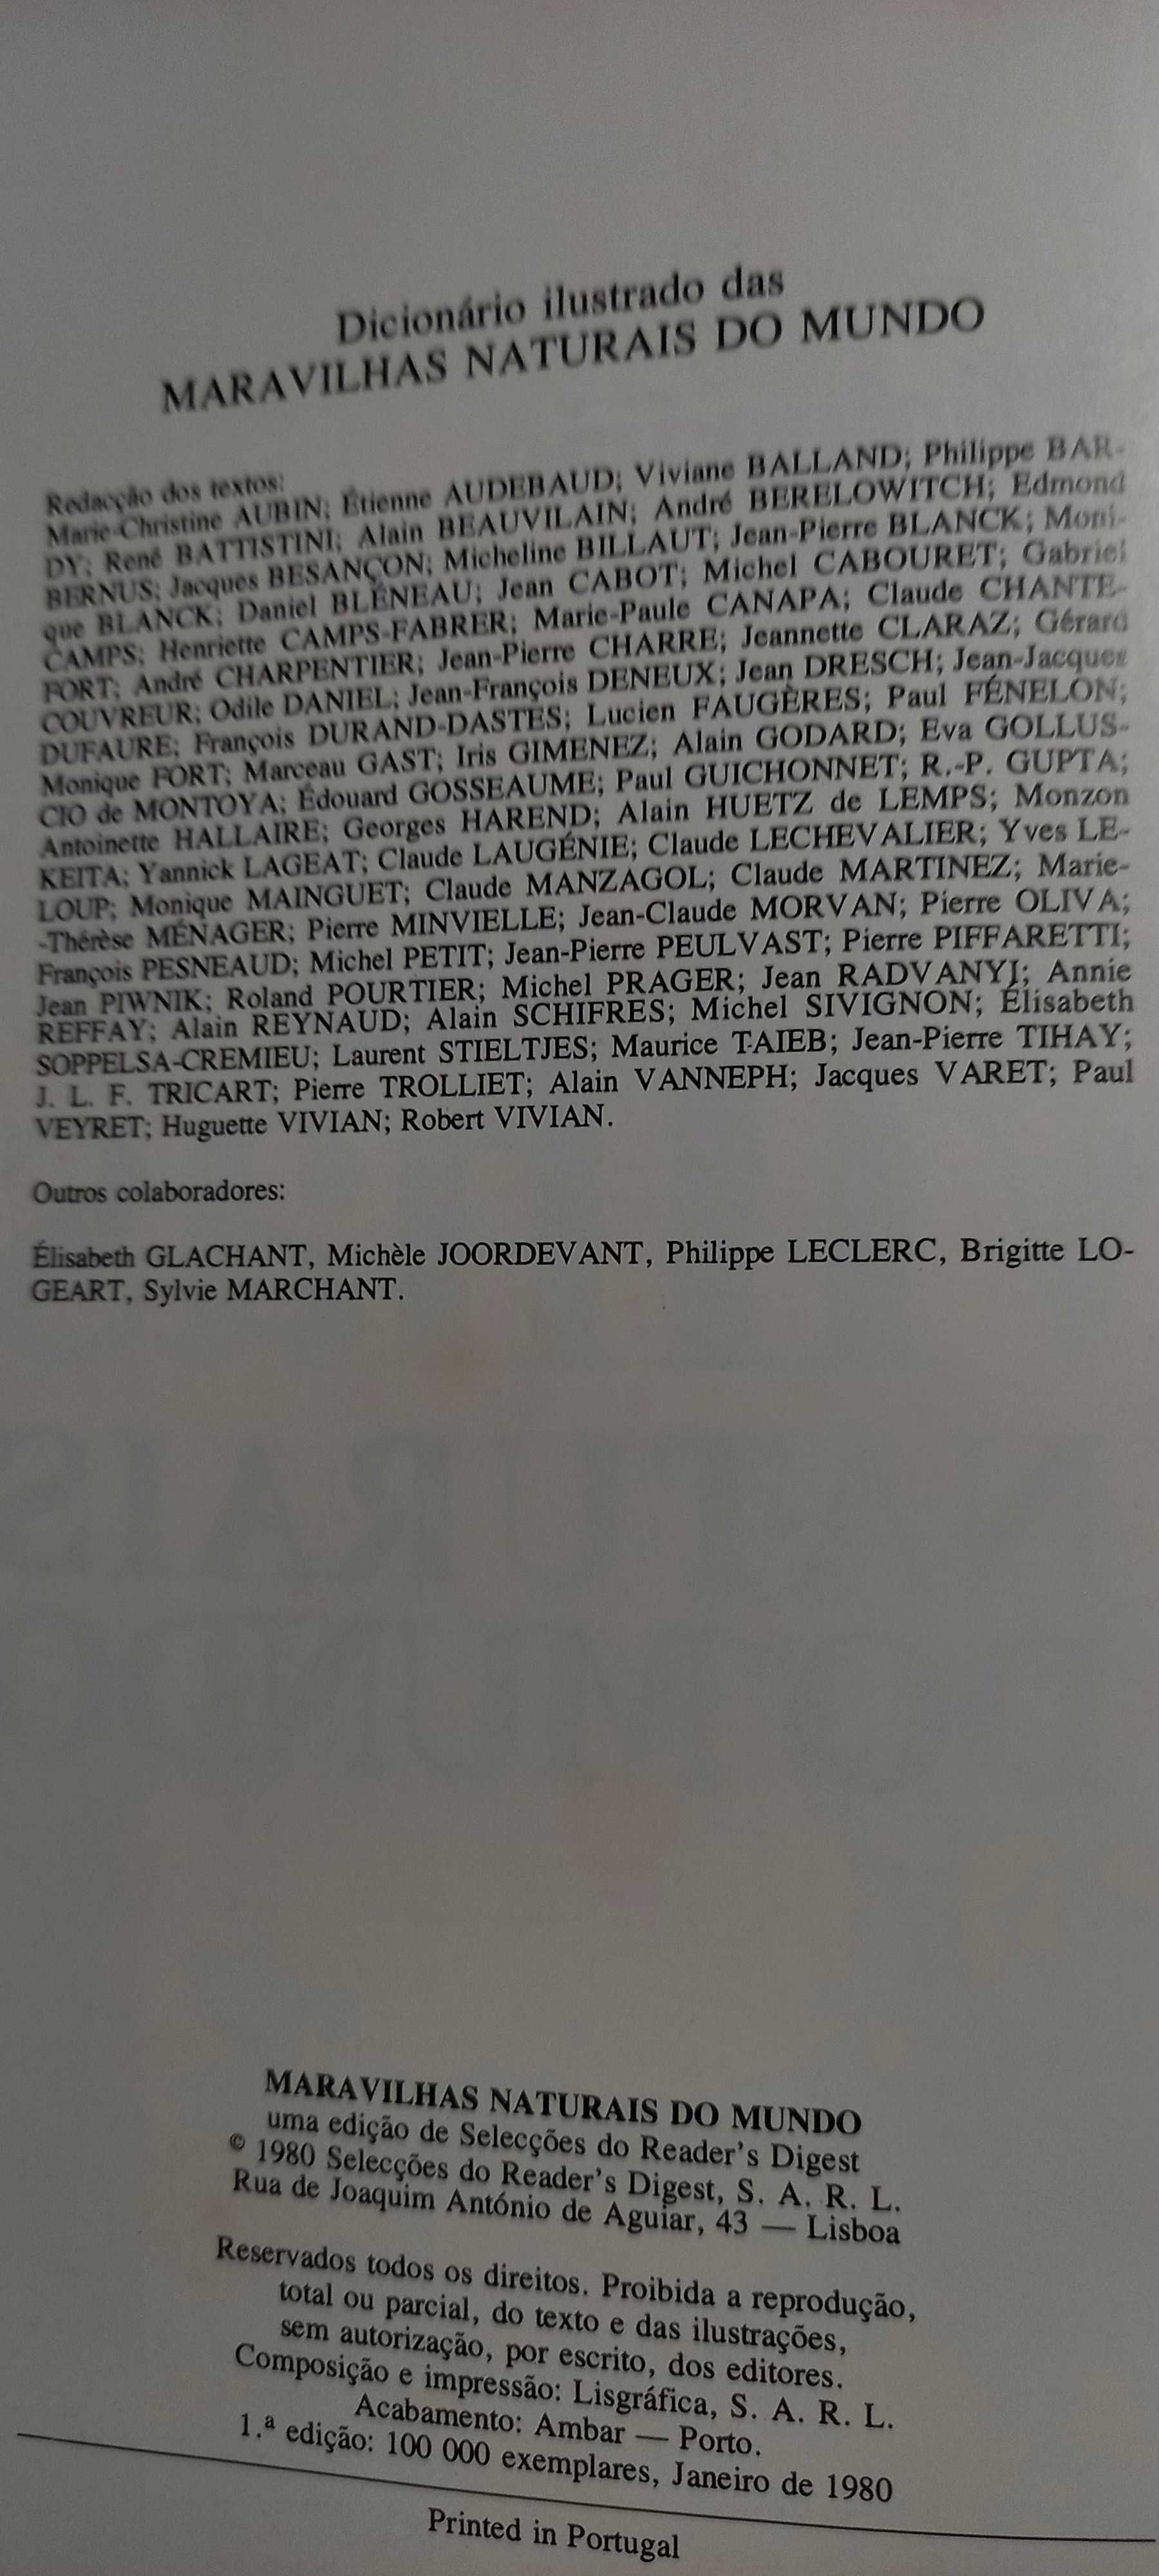 Dicionário ilustrado das
MARAVILHAS NATURAIS DO MUNDO
Redacção dos textos:
Marie-Christine AUBIN; Étienne AUDEBAUD; Viviane BALLAND; Philippe BAR-
DY; René BATTISTINI; Alain BEAUVILAIN; André BERELOWITCH; Edmond
BERNUS; Jacques BESANÇON; Micheline BILLAUT; Jean-Pierre BLANCK; Moni-
que BLANCK; Daniel BLÉNEAU; Jean CABOT; Michel CABOURET; Gabriel
CAMPS; Henriette CAMPS-FABRER; Marie-Paule CANAPA; Claude CHANTE-
FORT; André CHARPENTIER; Jean-Pierre CHARRE; Jeannette CLARAZ; Gérard
COUVREUR; Odile DANIEL; Jean-François DENEUX; Jean DRESCH; Jean-Jacques
DUFAURE; François DURAND-DASTES; Lucien FAUGÈRES; Paul FÉNELON;
Monique FORT; Marceau GAST; Iris GIMENEZ; Alain GODARD; Eva GOLLUS-
CIO de MONTOYA; Édouard GOSSEAUME; Paul GUICHONNET; R.-P. GUPTA;
Antoinette HALLAIRE; Georges HAREND; Alain HUETZ de LEMPS; Monzon
KEITA; Yannick LAGEAT; Claude LAUGÉNIE; Claude LECHEVALIER; Yves LE-
LOUP; Monique MAINGUET; Claude MANZAGOL; Claude MARTINEZ; Marie-
-Thérèse MÉNAGER; Pierre MINVIELLE; Jean-Claude MORVAN; Pierre OLIVA;
François PESNEAUD; Michel PETIT; Jean-Pierre PEULVAST; Pierre PIFFARETTI;
Jean PIWNIK; Roland POURTIER; Michel PRAGER; Jean RADVANYI; Annie
REFFAY; Alain REYNAUD; Alain SCHIFRES; Michel SIVIGNON; Élisabeth
SOPPELSA-CREMIEU; Laurent STIELTJES; Maurice TAIEB; Jean-Pierre TIHAY;
J. L. F. TRICART; Pierre TROLLIET; Alain VANNEPH; Jacques VARET; Paul
VEYRET; Huguette VIVIAN; Robert VIVIAN.
Outros colaboradores:
Élisabeth GLACHANT, Michèle JOORDEVANT, Philippe LECLERC, Brigitte LO-
GEART, Sylvie MARCHANT.
MARAVILHAS NATURAIS DO MUNDO
uma edição de Selecções do Reader's Digest
© 1980 Selecções do Reader's Digest, S. A. R. L.
Rua de Joaquim António de Aguiar, 43 — Lisboa
Reservados todos os direitos. Proibida a reprodução,
total ou parcial, do texto e das ilustrações,
sem autorização, por escrito, dos editores.
Composição e impressão: Lisgráfica, S. A. R. L.
Acabamento: Ambar — Porto.
1.ª edição: 100 000 exemplares, Janeiro de 1980
Printed in Portugal